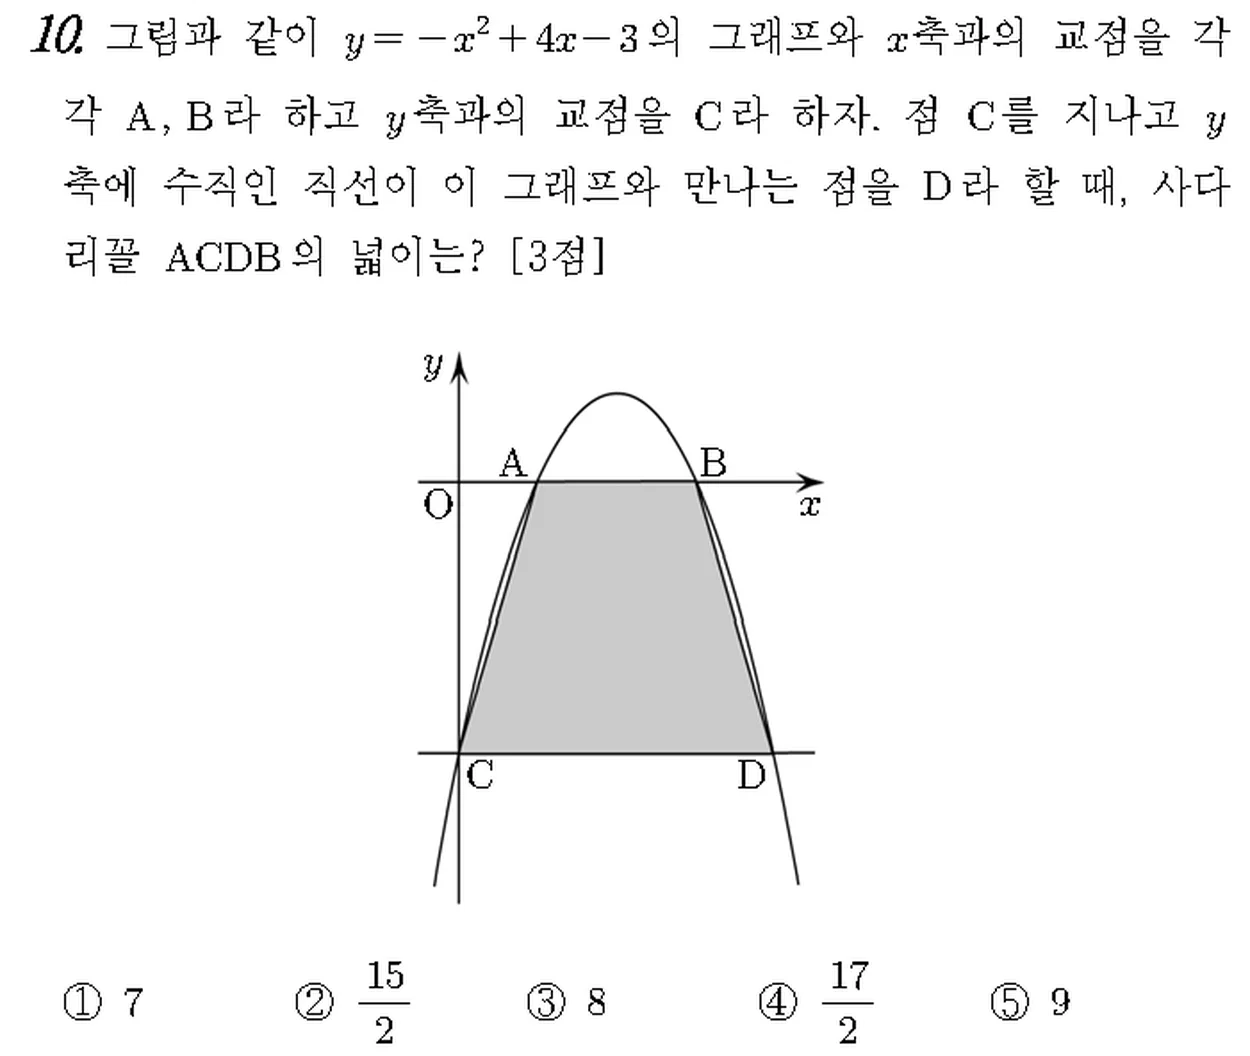 10. 그림과 같이 y=-x²+4x-3의 그래프와 x축과의 교점을 각
각 A, B라 하고 y축과의 교점을 C라 하자. 점 C를 지나고 y
축에 수직인 직선이 이 그래프와 만나는 점을 D라 할 때, 사다
리꼴 ACDB의 넓이는? [3점]
y
A B
O x
C D
① 7 ② 15/2 ③ 8 ④ 17/2 ⑤ 9